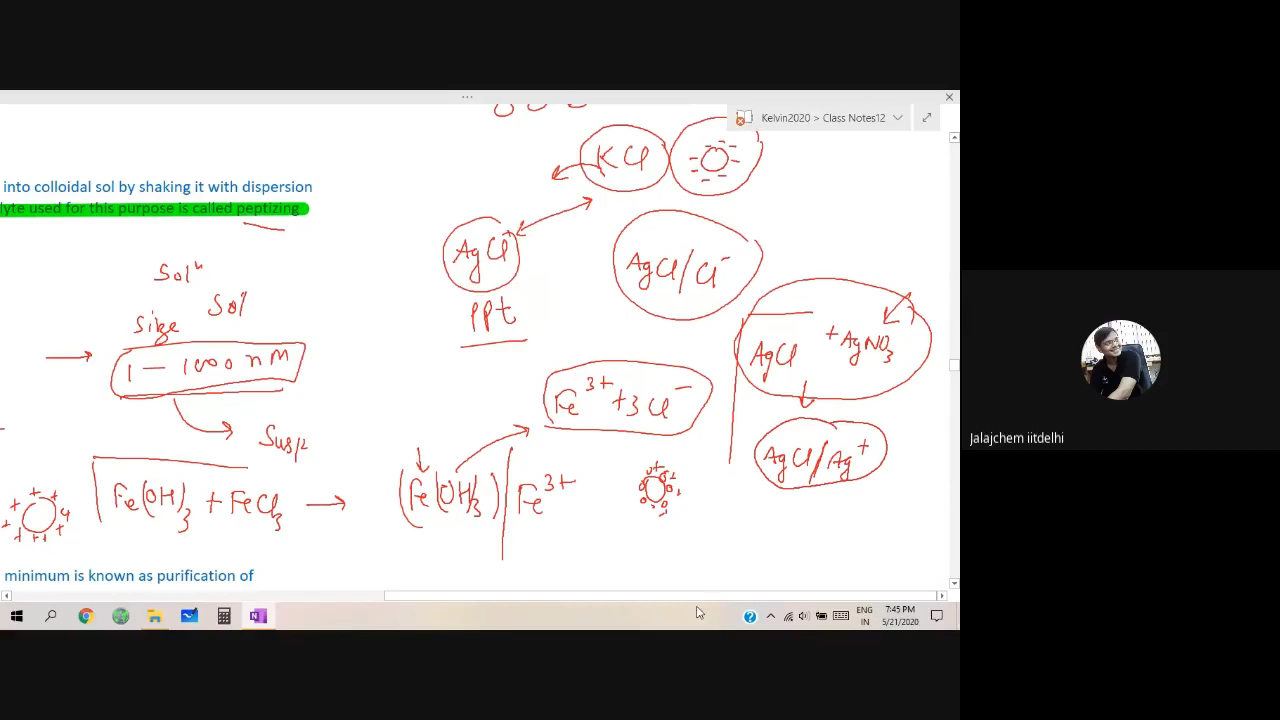 Kelvin2020 > Class Notes12
KCl
into colloidal sol by shaking it with dispersion
lyte used for this purpose is called peptizing
AgCl
AgCl/Cl⁻
Solⁿ
Sol
Size
PPt
AgCl + AgNO₃
1 — 1000 nM
Fe³⁺ + 3Cl⁻
Susp
AgCl/Ag⁺
Fe(OH)₃ + FeCl₃ → (Fe(OH)₃) | Fe³⁺
Jalajchem iitdelhi
minimum is known as purification of
ENG 7:45 PM
IN 5/21/2020